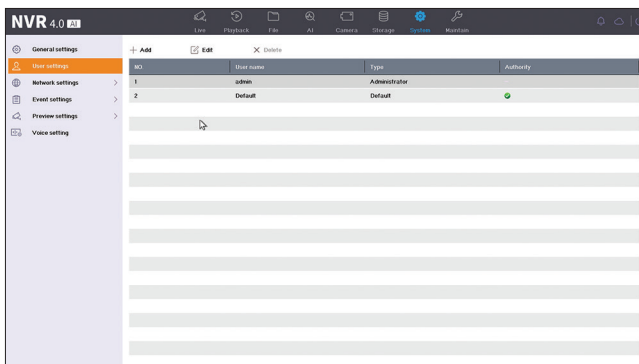 NVR 4.0 AI
Live Playback File AI Camera Storage System Maintain
General settings
User settings
Network settings
Event settings
Preview settings
Voice setting
Add Edit Delete
NO. User name Type Authority
1 admin Administrator
2 Default Default